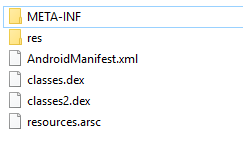 META-INF
res
AndroidManifest.xml
classes.dex
classes2.dex
resources.arsc